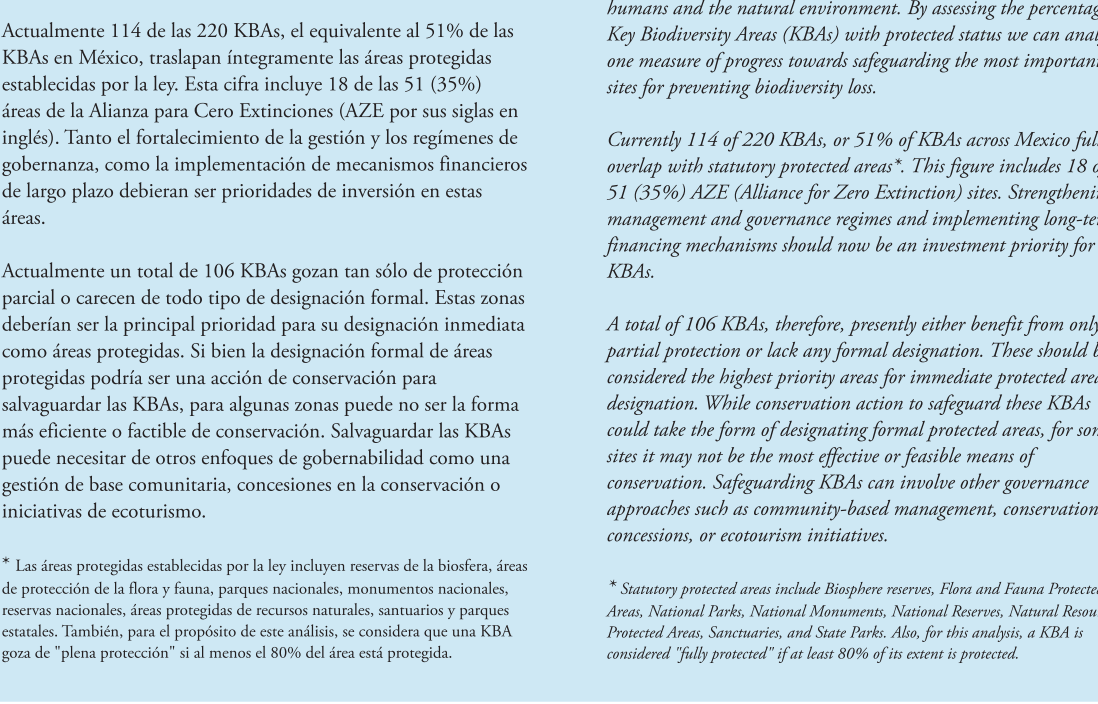 Actualmente 114 de las 220 KBAs, el equivalente al 51% de las
KBAs en México, traslapan íntegramente las áreas protegidas
establecidas por la ley. Esta cifra incluye 18 de las 51 (35%)
áreas de la Alianza para Cero Extinciones (AZE por sus siglas en
inglés). Tanto el fortalecimiento de la gestión y los regímenes de
gobernanza, como la implementación de mecanismos financieros
de largo plazo debieran ser prioridades de inversión en estas
áreas.
Actualmente un total de 106 KBAs gozan tan sólo de protección
parcial o carecen de todo tipo de designación formal. Estas zonas
deberían ser la principal prioridad para su designación inmediata
como áreas protegidas. Si bien la designación formal de áreas
protegidas podría ser una acción de conservación para
salvaguardar las KBAs, para algunas zonas puede no ser la forma
más eficiente o factible de conservación. Salvaguardar las KBAs
puede necesitar de otros enfoques de gobernabilidad como una
gestión de base comunitaria, concesiones en la conservación o
iniciativas de ecoturismo.
* Las áreas protegidas establecidas por la ley incluyen reservas de la biosfera, áreas
de protección de la flora y fauna, parques nacionales, monumentos nacionales,
reservas nacionales, áreas protegidas de recursos naturales, santuarios y parques
estatales. También, para el propósito de este análisis, se considera que una KBA
goza de "plena protección" si al menos el 80% del área está protegida.
humans and the natural environment. By assessing the
Key Biodiversity Areas (KBAs) with protected status we can
one measure of progress towards safeguarding the most
sites for preventing biodiversity loss.
Currently 114 of 220 KBAs, or 51% of KBAs across Mexico
overlap with statutory protected areas*. This figure includes 18
51 (35%) AZE (Alliance for Zero Extinction) sites.
management and governance regimes and implementing
financing mechanisms should now be an investment priority for
KBAs.
A total of 106 KBAs, therefore, presently either benefit from only
partial protection or lack any formal designation. These should
considered the highest priority areas for immediate protected
designation. While conservation action to safeguard these KBAs
could take the form of designating formal protected areas, for
sites it may not be the most effective or feasible means of
conservation. Safeguarding KBAs can involve other governance
approaches such as community-based management, conservation
concessions, or ecotourism initiatives.
* Statutory protected areas include Biosphere reserves, Flora and Fauna
Areas, National Parks, National Monuments, National Reserves, Natural
Protected Areas, Sanctuaries, and State Parks. Also, for this analysis, a KBA is
considered "fully protected" if at least 80% of its extent is protected.